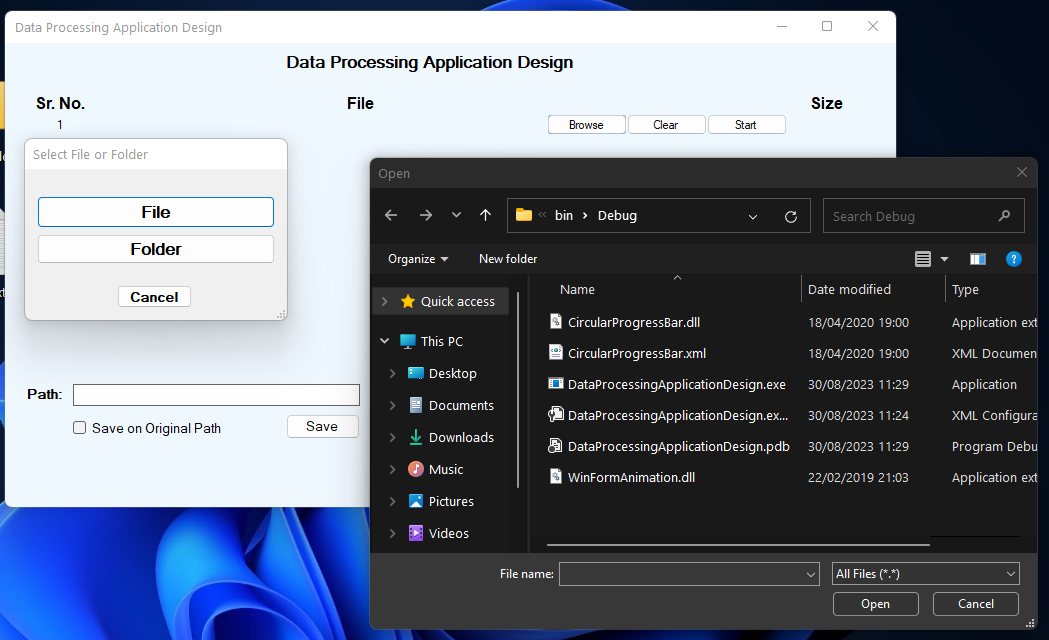 Data Processing Application Design
Data Processing Application Design
Sr. No. File Size
1
Browse Clear Start
Select File or Folder
File
Folder
Cancel
Path:
Save on Original Path
Save
Open
bin Debug
Search Debug
Organize New folder
Quick access
This PC
Desktop
Documents
Downloads
Music
Pictures
Videos
Name Date modified Type
CircularProgressBar.dll 18/04/2020 19:00 Application ext
CircularProgressBar.xml 18/04/2020 19:00 XML Documen
DataProcessingApplicationDesign.exe 30/08/2023 11:29 Application
DataProcessingApplicationDesign.ex... 30/08/2023 11:24 XML Configura
DataProcessingApplicationDesign.pdb 30/08/2023 11:29 Program Debu
WinFormAnimation.dll 22/02/2019 21:03 Application ext
File name: All Files (*.*)
Open Cancel